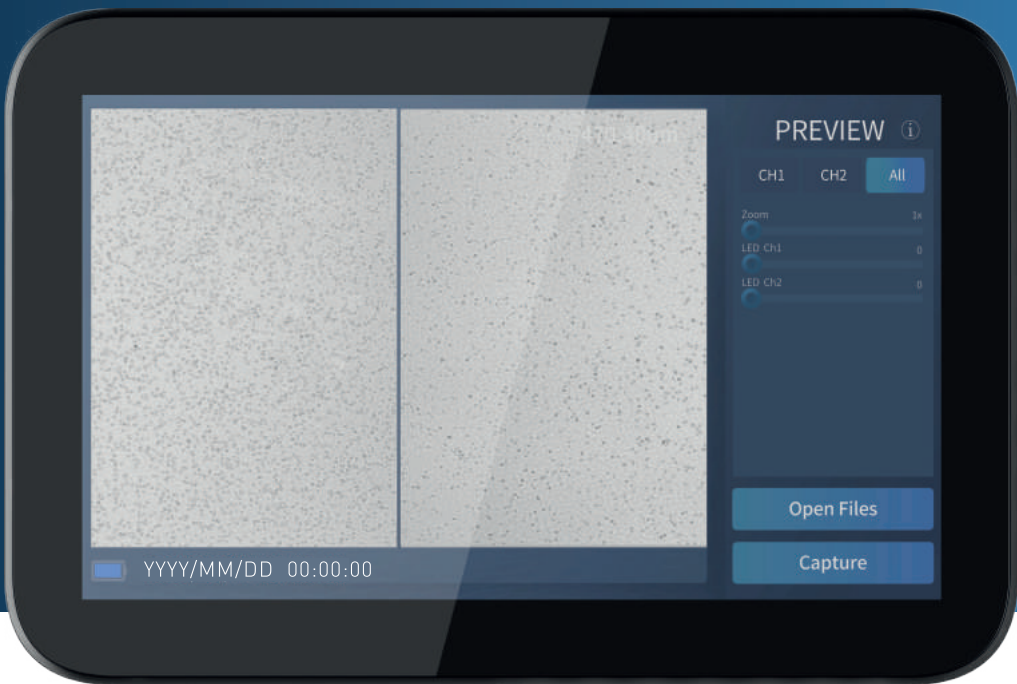 PREVIEW ⓘ
CH1 CH2 All
Zoom 1x
LED Ch1 0
LED Ch2 0
Open Files
Capture
YYYY/MM/DD 00:00:00